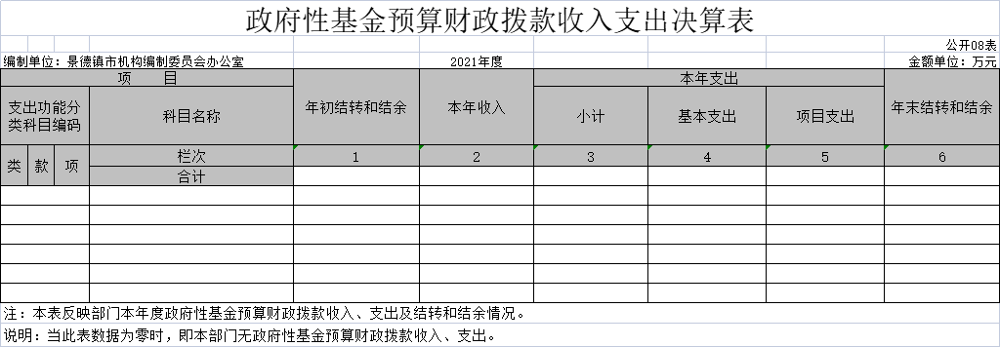 政府性基金预算财政拨款收入支出决算表
公开08表
编制单位：景德镇市机构编制委员会办公室 2021年度 金额单位：万元
项 目 年初结转和结余 本年收入 本年支出 年末结转和结余
支出功能分类科目编码 科目名称 小计 基本支出 项目支出
类 款 项 栏次 1 2 3 4 5 6
合计
注：本表反映部门本年度政府性基金预算财政拨款收入、支出及结转和结余情况。
说明：当此表数据为零时，即本部门无政府性基金预算财政拨款收入、支出。